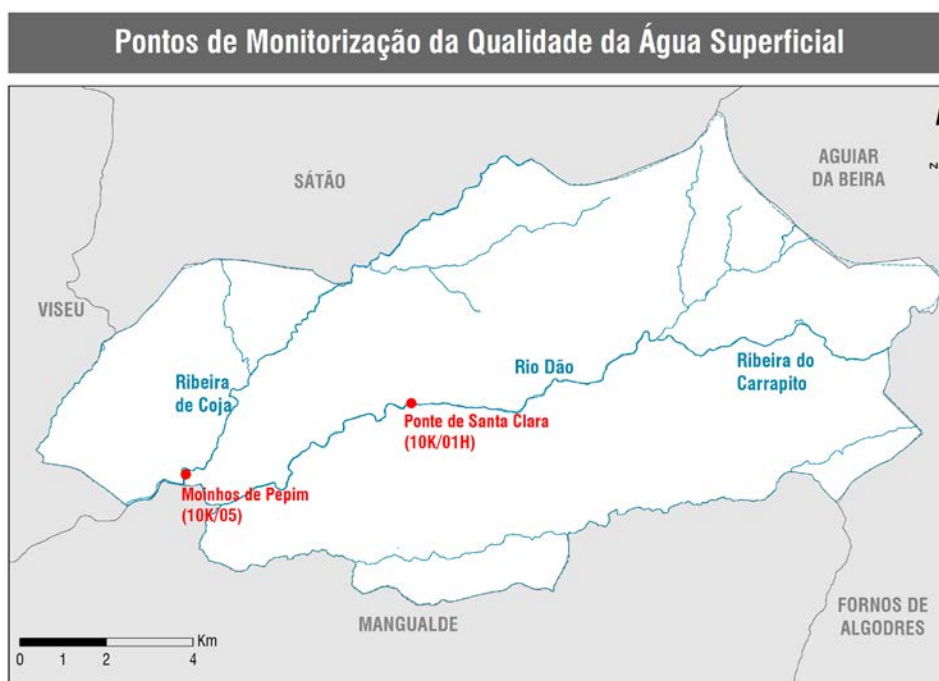 Pontos de Monitorização da Qualidade da Água Superficial
SÁTÃO
AGUIAR
DA BEIRA
N
VISEU
Ribeira
de Coja
Rio Dão
Ribeira do
Carrapito
Ponte de Santa Clara
(10K/01H)
Moinhos de Pepim
(10K/05)
MANGUALDE
FORNOS DE
ALGODRES
Km
0 1 2 4